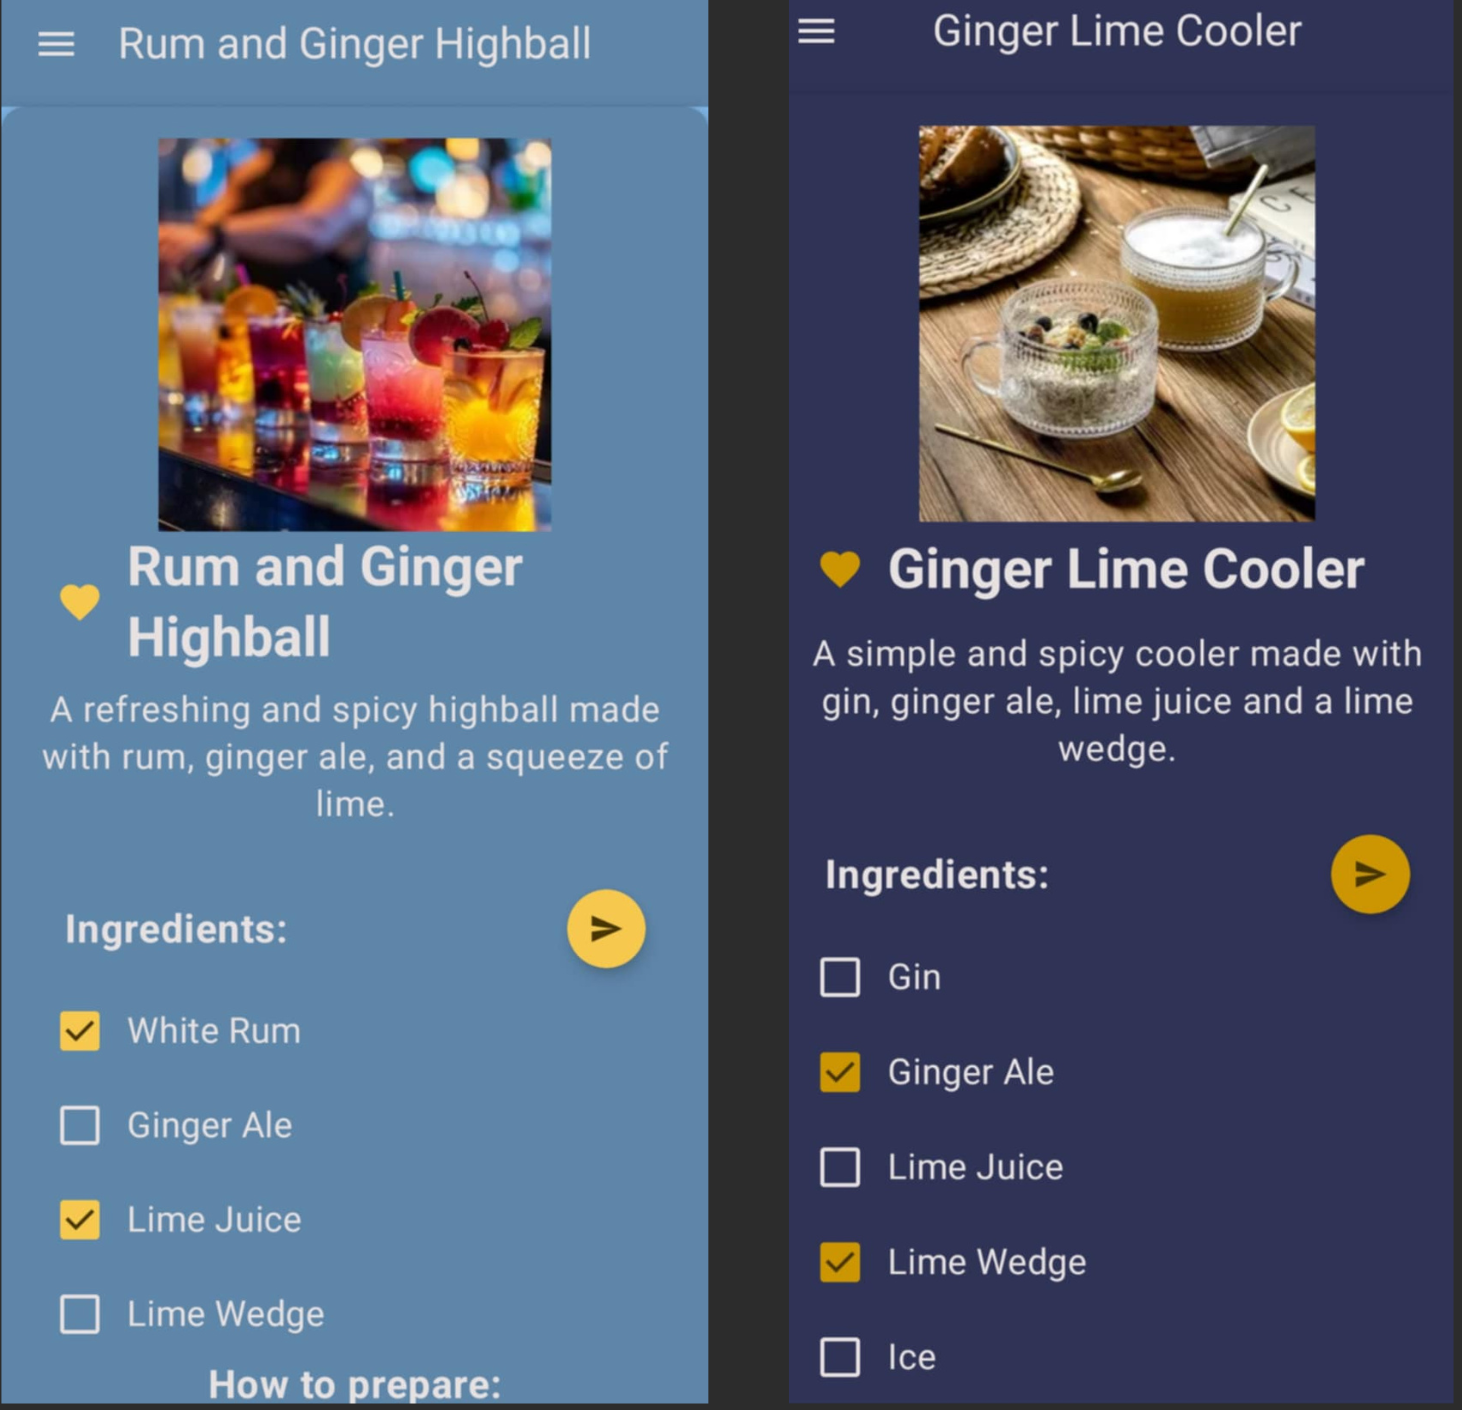 Rum and Ginger Highball
Rum and Ginger
Highball
A refreshing and spicy highball made
with rum, ginger ale, and a squeeze of
lime.
Ingredients:
White Rum
Ginger Ale
Lime Juice
Lime Wedge
How to prepare:
Ginger Lime Cooler
Ginger Lime Cooler
A simple and spicy cooler made with
gin, ginger ale, lime juice and a lime
wedge.
Ingredients:
Gin
Ginger Ale
Lime Juice
Lime Wedge
Ice